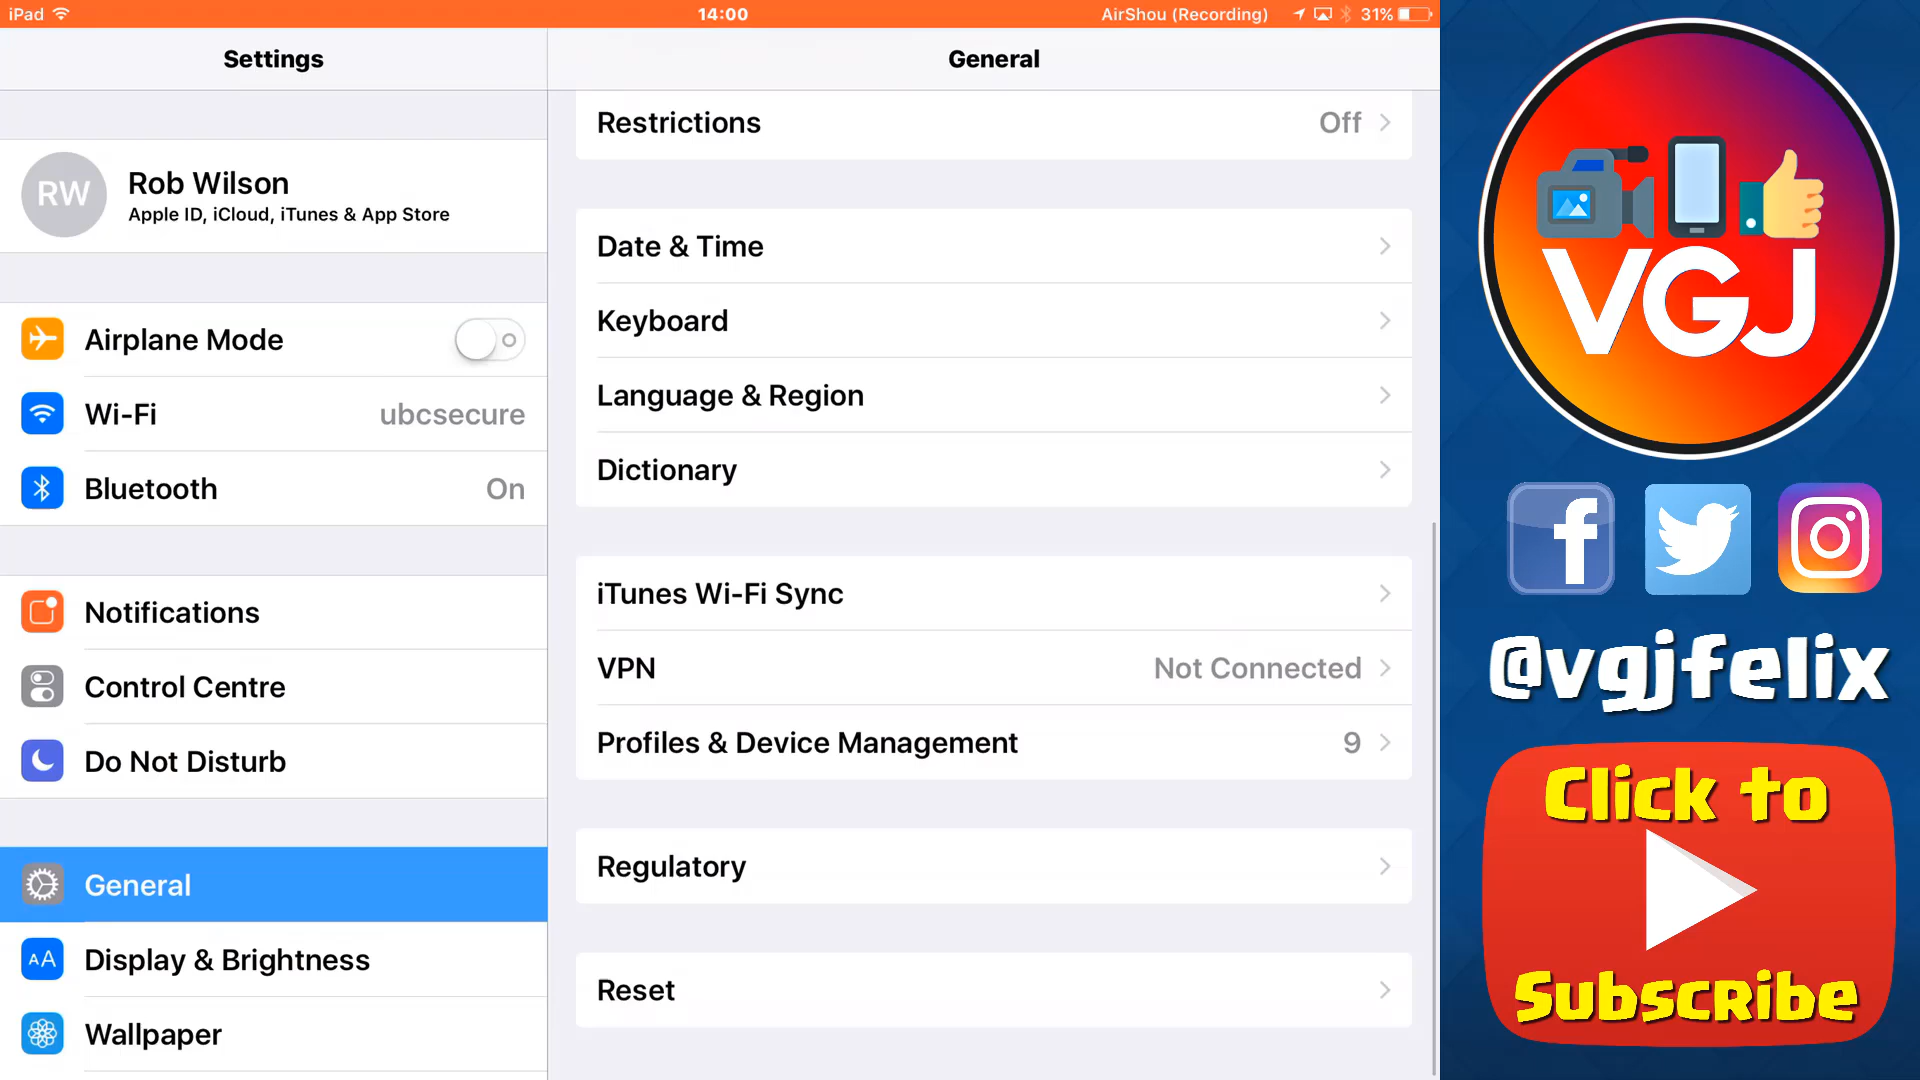 iPad
14:00
AirShou (Recording)
31%
Settings
RW
Rob Wilson
Apple ID, iCloud, iTunes & App Store
Airplane Mode
Wi-Fi
ubcsecure
Bluetooth
On
Notifications
Control Centre
Do Not Disturb
General
AA
Display & Brightness
Wallpaper
General
Restrictions
Off
Date & Time
Keyboard
Language & Region
Dictionary
iTunes Wi-Fi Sync
VPN
Not Connected
Profiles & Device Management
9
Regulatory
Reset
VGJ
f
@vgjfelix
Click to
Subscribe